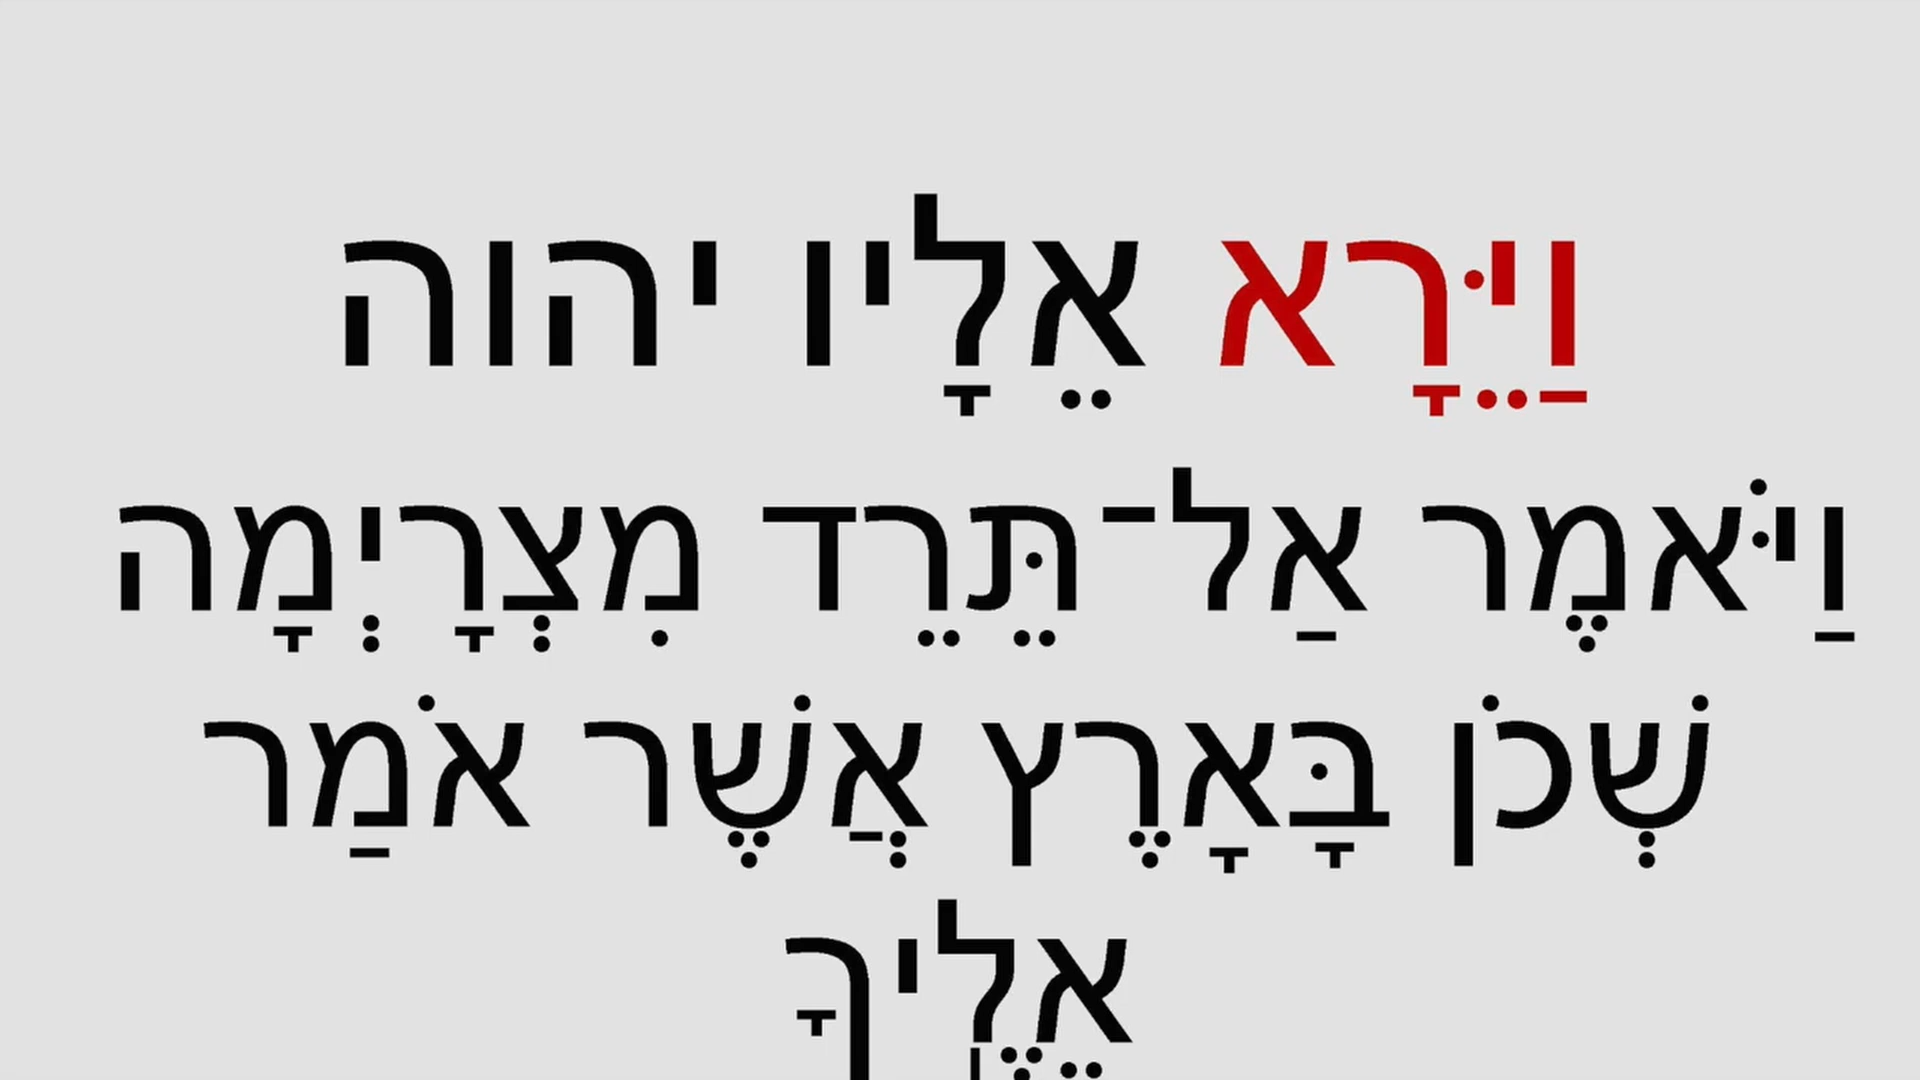 וַיֵּרָא אֵלָיו יהוה
וַיֹּאמֶר אַל־תֵּרֵד מִצְרָיְמָה
שְׁכֹן בָּאָרֶץ אֲשֶׁר אֹמַר
אֵלֶֽיךָ